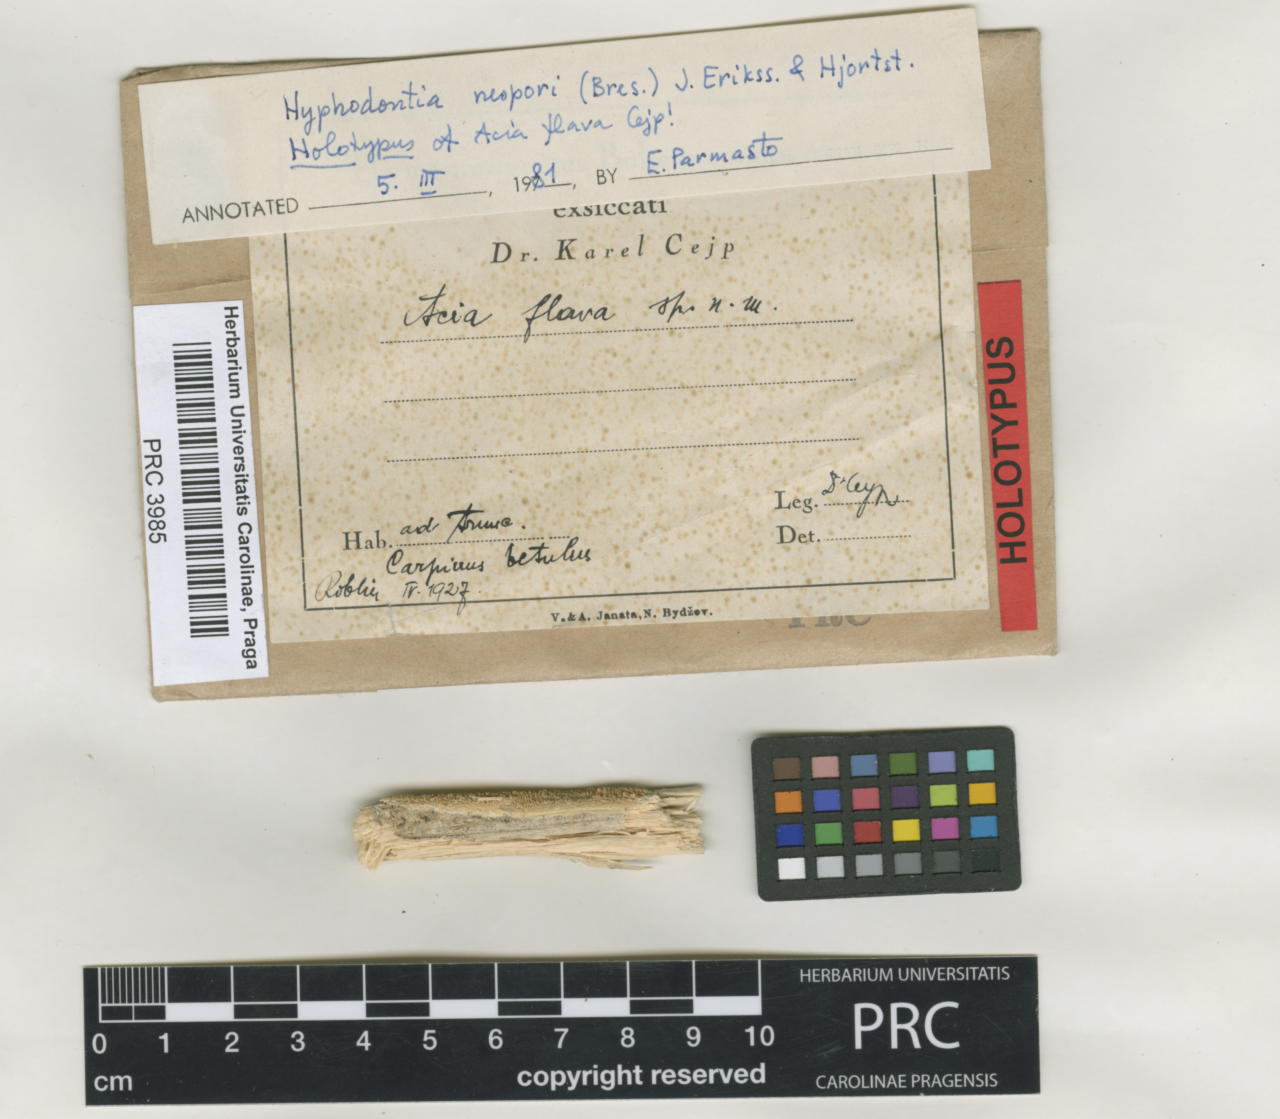 Hyphodontia nespori (Bres.) J. Erikss. & Hjortst.
Holotypus of Acia flava Cejp!
5. III 1981, BY E. Parmasto
ANNOTATED
exsiccati
Dr. Karel Cejp
Acia flava sp. n. m.
Leg. Dr Cejp
Det.
Hab. ad
Carpinus betulus
IV. 1927.
V. & A. Janata, N. Bydžov.
Herbarium Universitatis Carolinae, Praga
PRC 3985
HOLOTYPUS
HERBARIUM UNIVERSITATIS
PRC
CAROLINAE PRAGENSIS
0 1 2 3 4 5 6 7 8 9 10
cm
copyright reserved